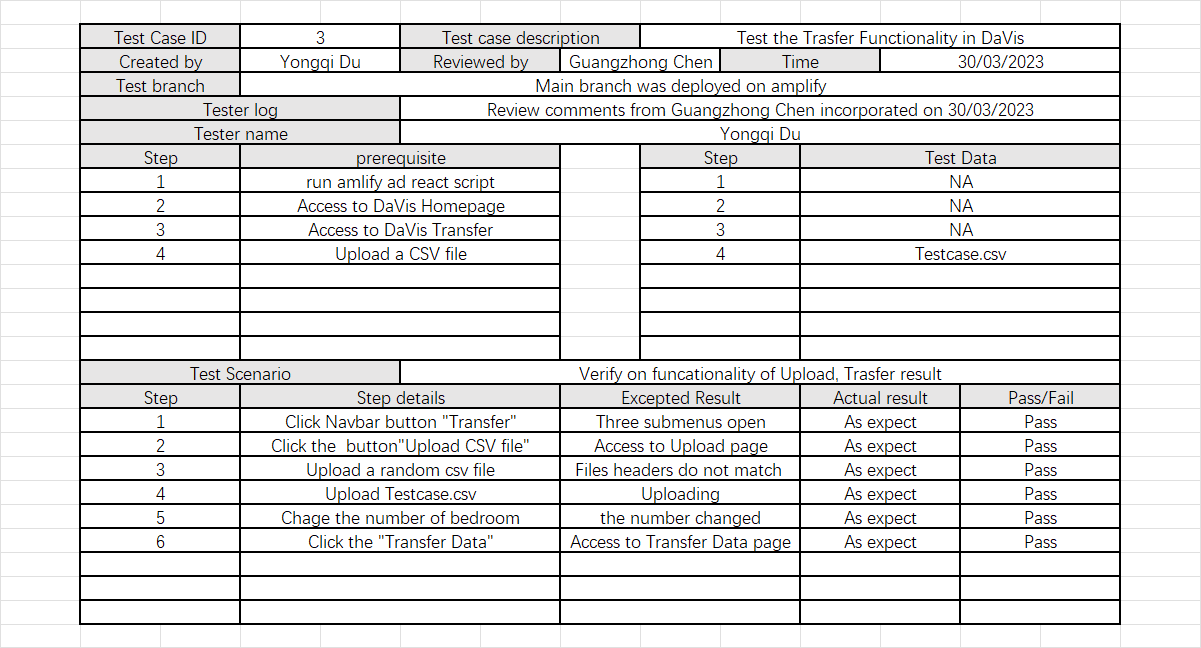 Test Case ID 3 Test case description Test the Trasfer Functionality in DaVis
Created by Yongqi Du Reviewed by Guangzhong Chen Time 30/03/2023
Test branch Main branch was deployed on amplify
Tester log Review comments from Guangzhong Chen incorporated on 30/03/2023
Tester name Yongqi Du
Step prerequisite Step Test Data
1 run amlify ad react script 1 NA
2 Access to DaVis Homepage 2 NA
3 Access to DaVis Transfer 3 NA
4 Upload a CSV file 4 Testcase.csv
Test Scenario Verify on funcationality of Upload, Trasfer result
Step Step details Excepted Result Actual result Pass/Fail
1 Click Navbar button "Transfer" Three submenus open As expect Pass
2 Click the  button"Upload CSV file" Access to Upload page As expect Pass
3 Upload a random csv file Files headers do not match As expect Pass
4 Upload Testcase.csv Uploading As expect Pass
5 Chage the number of bedroom the number changed As expect Pass
6 Click the "Transfer Data" Access to Transfer Data page As expect Pass